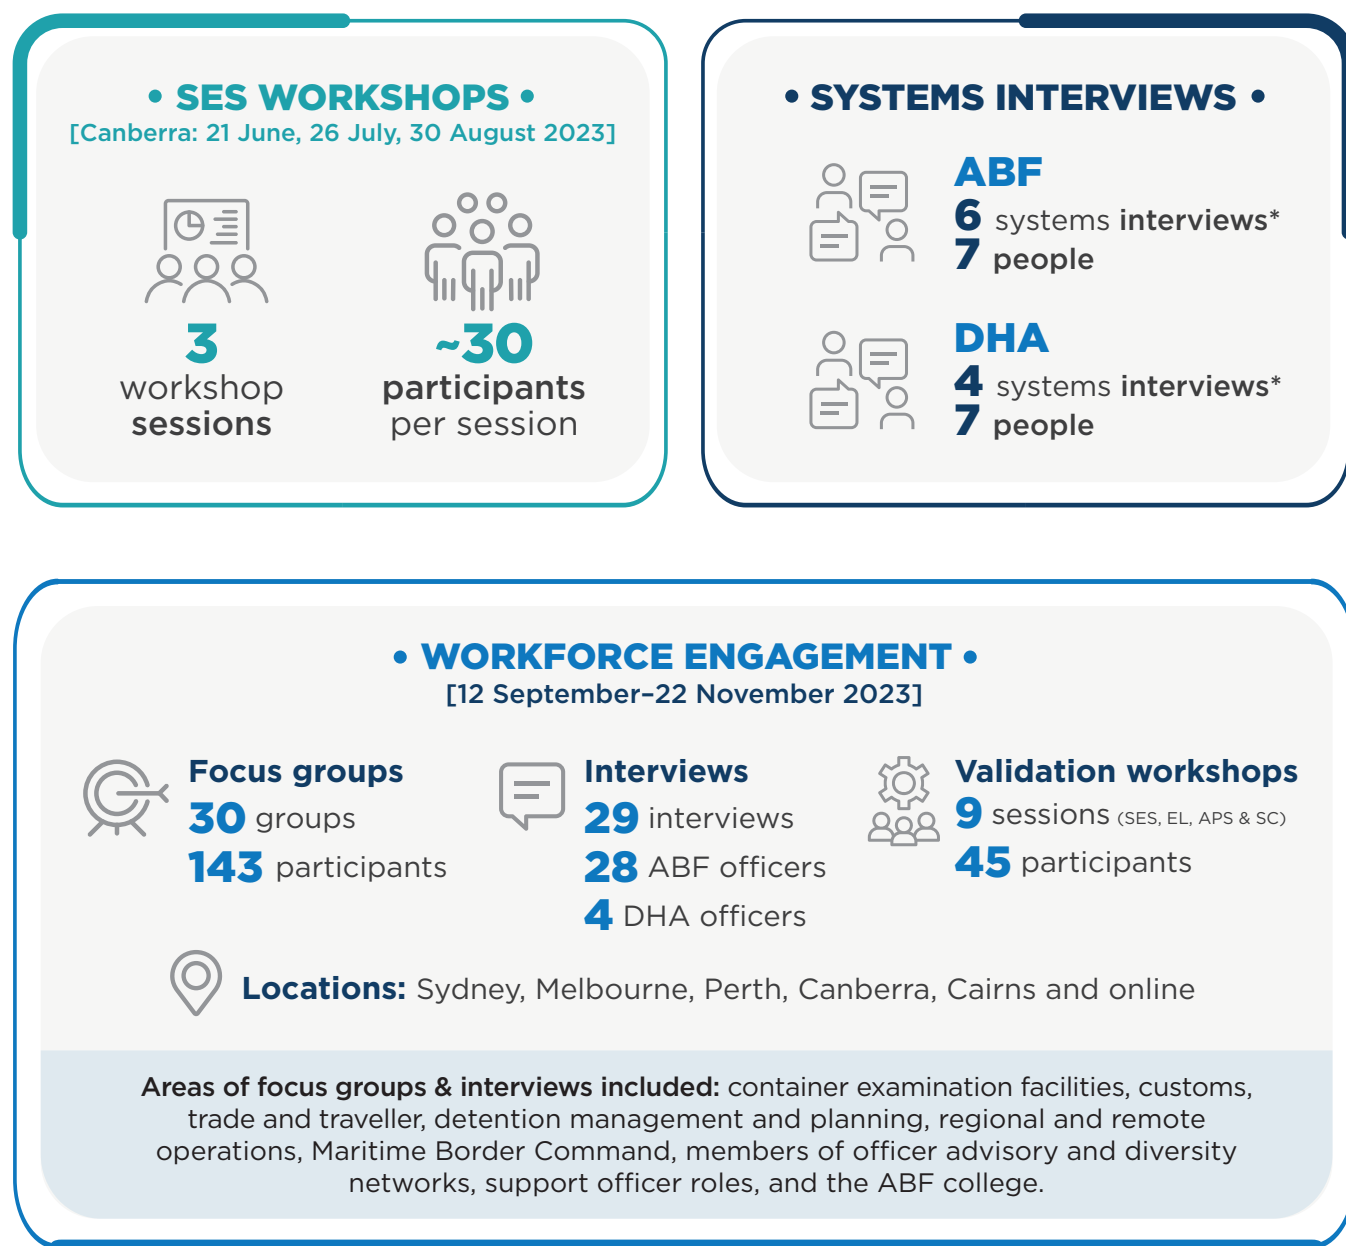 • SES WORKSHOPS •
[Canberra: 21 June, 26 July, 30 August 2023]
3
workshop
sessions
~30
participants
per session
• SYSTEMS INTERVIEWS •
ABF
6 systems interviews*
7 people
DHA
4 systems interviews*
7 people
• WORKFORCE ENGAGEMENT •
[12 September–22 November 2023]
Focus groups
30 groups
143 participants
Interviews
29 interviews
28 ABF officers
4 DHA officers
Validation workshops
9 sessions (SES, EL, APS & SC)
45 participants
Locations: Sydney, Melbourne, Perth, Canberra, Cairns and online
Areas of focus groups & interviews included: container examination facilities, customs,
trade and traveller, detention management and planning, regional and remote
operations, Maritime Border Command, members of officer advisory and diversity
networks, support officer roles, and the ABF college.